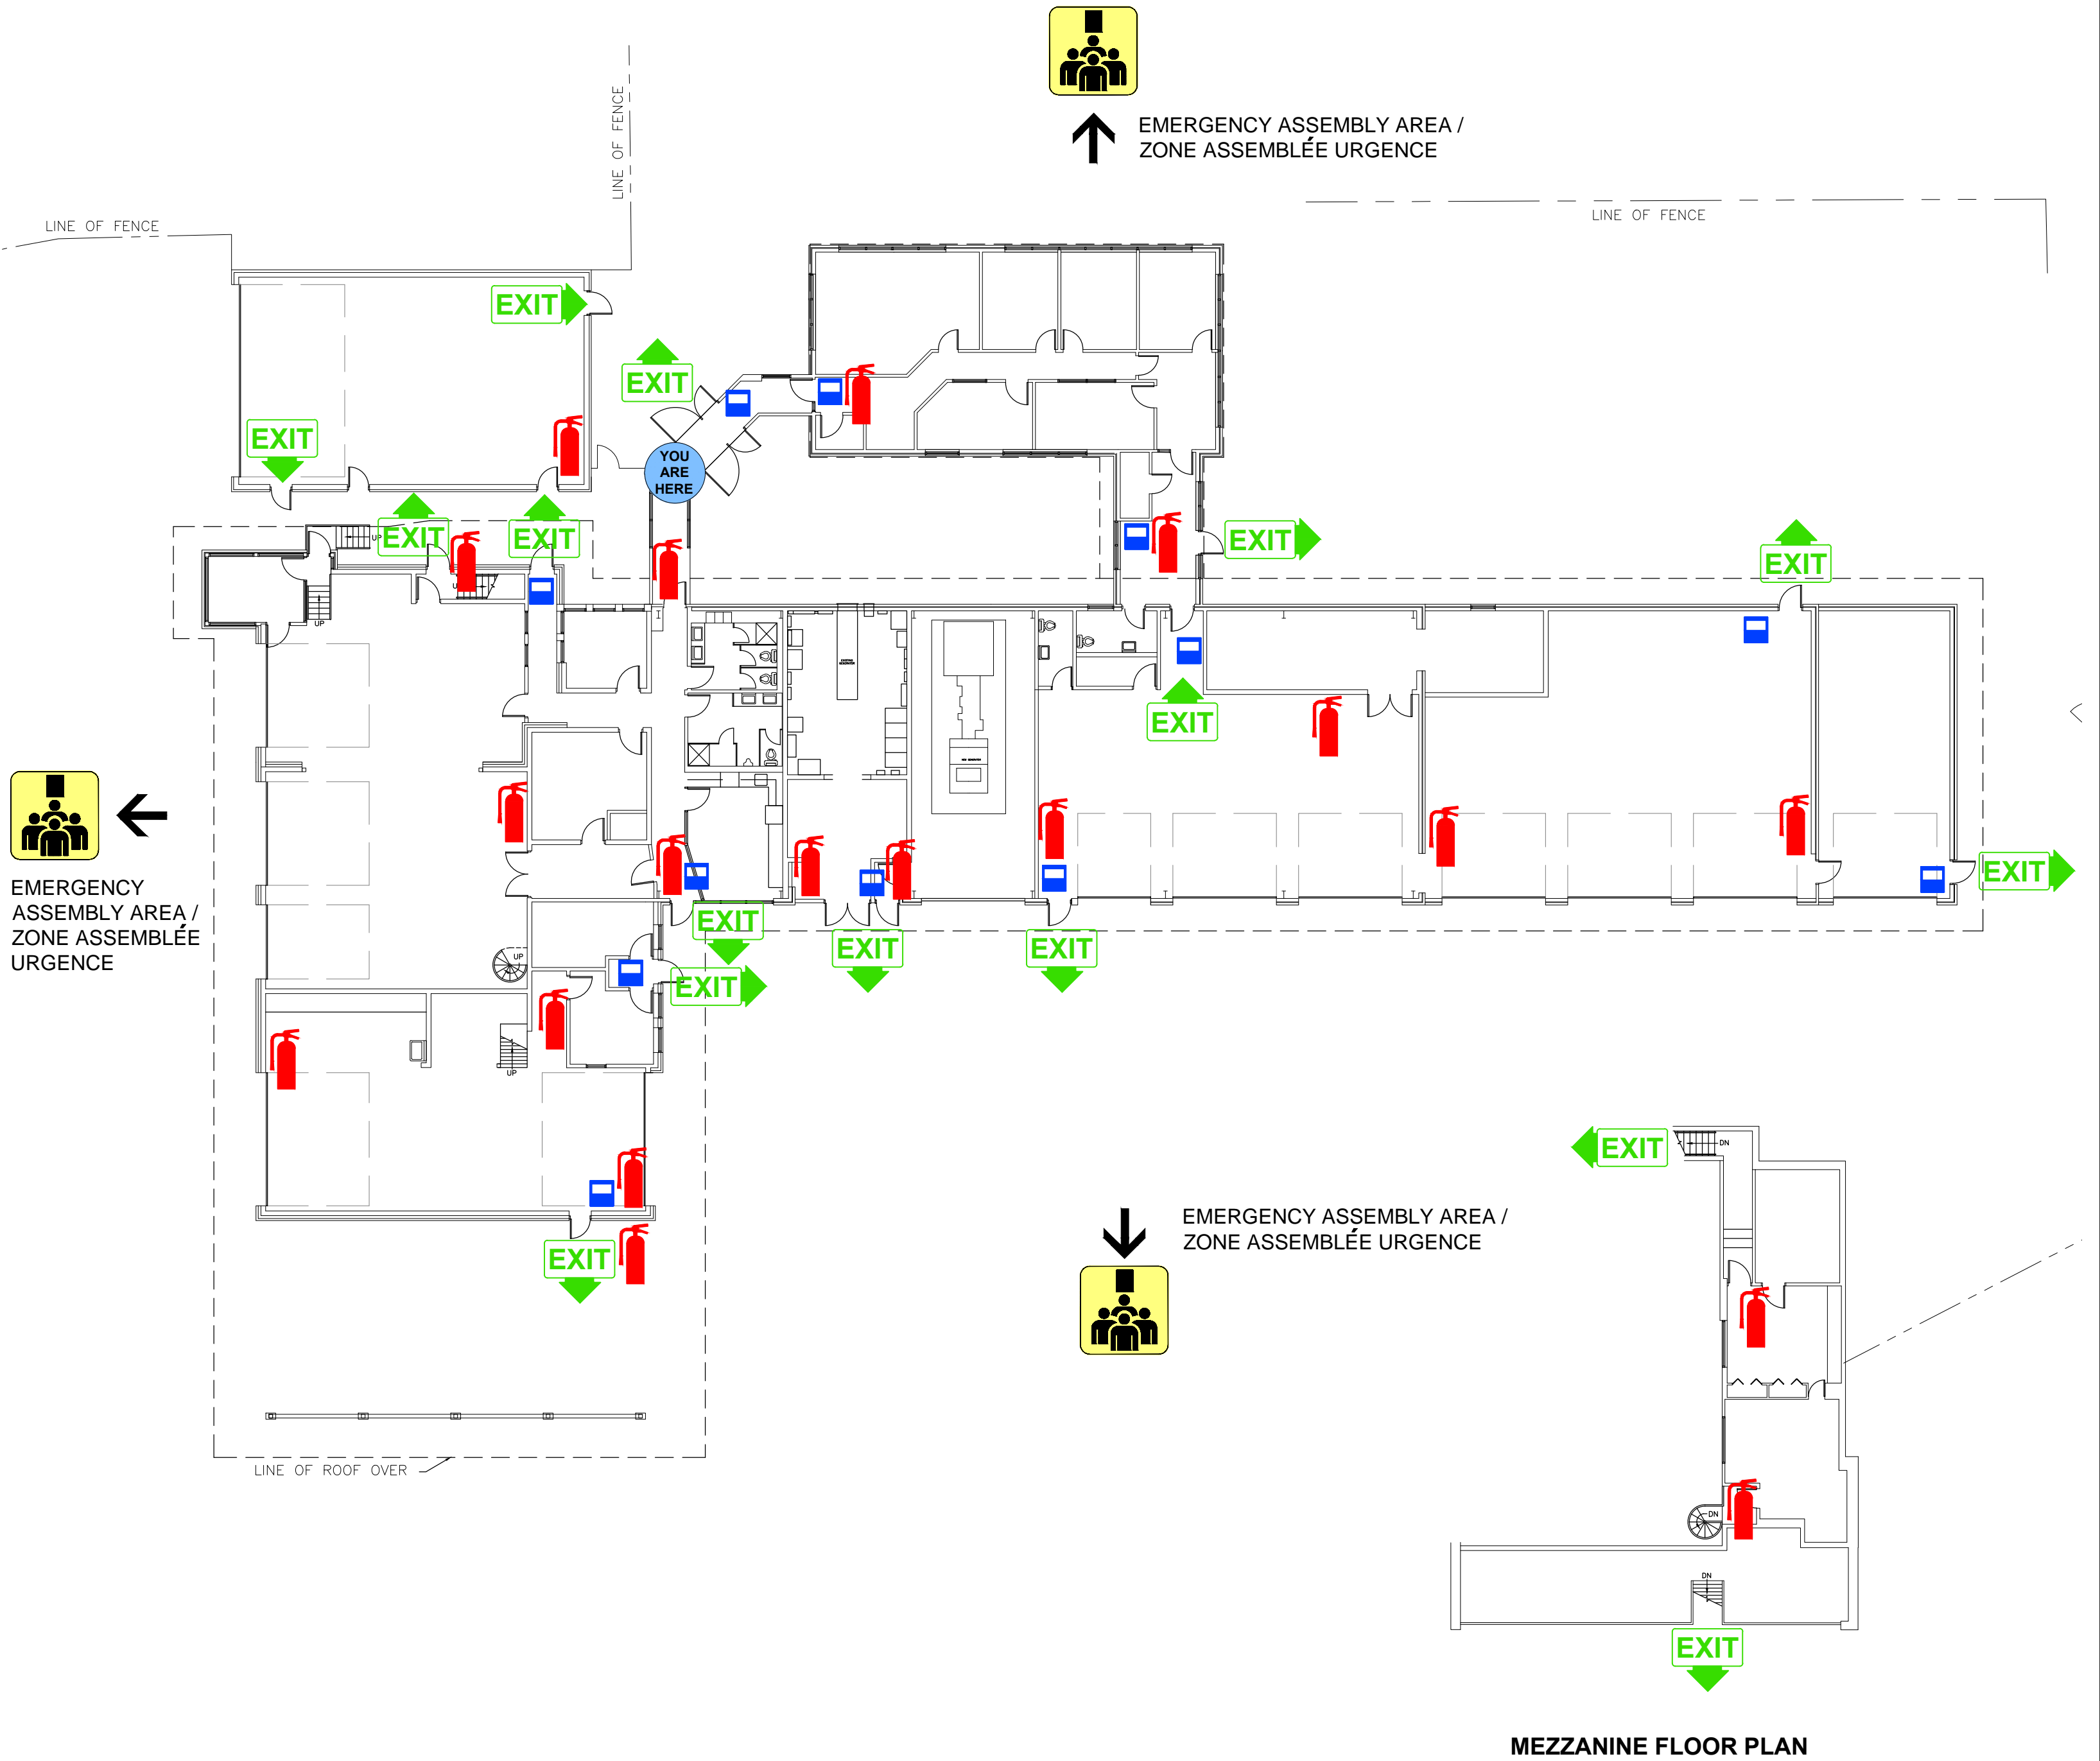 EMERGENCY ASSEMBLY AREA /
ZONE ASSEMBLÉE URGENCE
LINE OF FENCE
LINE OF FENCE
LINE OF FENCE
EXIT
EXIT
EXIT
YOU
ARE
HERE
EXIT
EXIT
EXIT
EXIT
UP
UP
EXIT
EXIT
EMERGENCY
ASSEMBLY AREA /
ZONE ASSEMBLÉE
URGENCE
EXIT
EXIT
EXIT
EXIT
EXIT
UP
UP
EXIT
EMERGENCY ASSEMBLY AREA /
ZONE ASSEMBLÉE URGENCE
LINE OF ROOF OVER
EXIT
DN
DN
DN
EXIT
MEZZANINE FLOOR PLAN